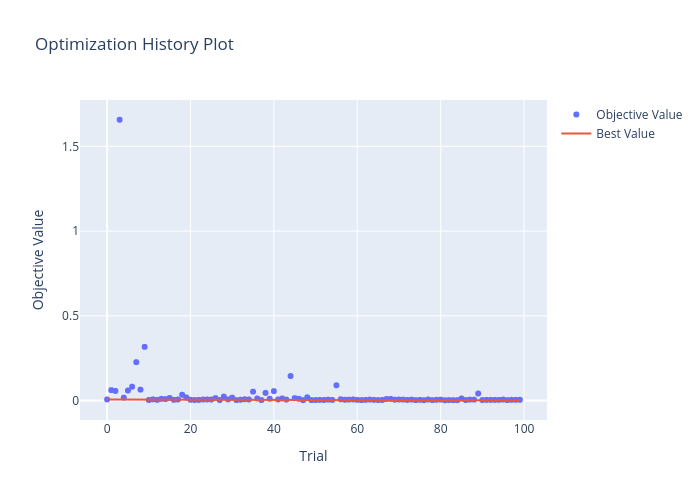 Optimization History Plot
Objective Value
Best Value
1.5
1
0.5
0
Objective Value
0 20 40 60 80 100
Trial